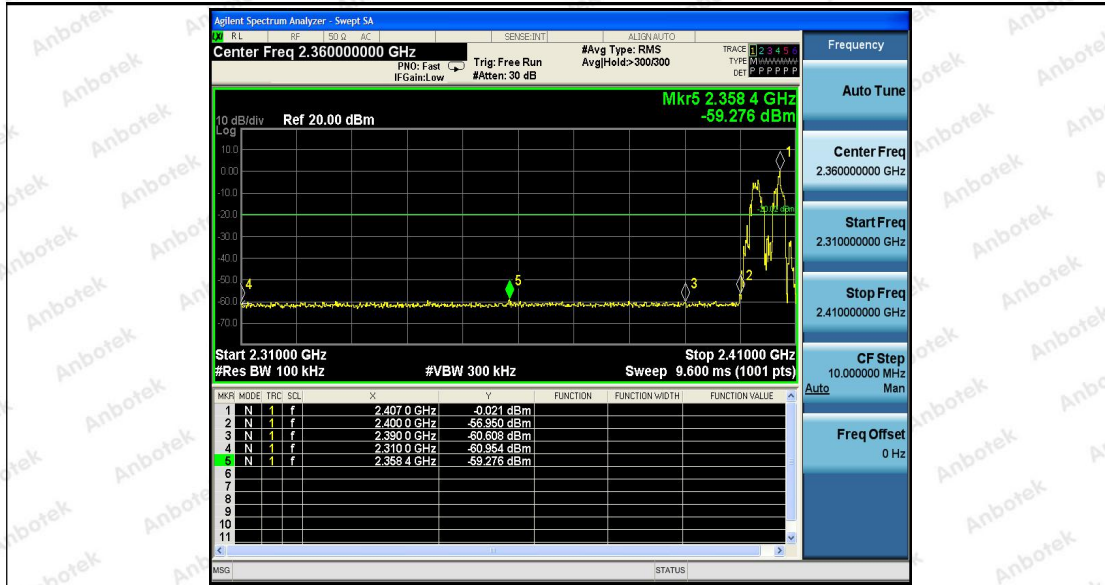 Agilent Spectrum Analyzer - Swept SA
RL RF 50 Ω AC SENSE:INT ALIGNAUTO
Center Freq 2.360000000 GHz
PNO: Fast
IFGain:Low
Trig: Free Run
#Atten: 30 dB
#Avg Type: RMS
Avg|Hold:>300/300
TRACE 1 2 3 4 5 6
TYPE M
DET P P P P P P
Mkr5 2.358 4 GHz
-59.276 dBm
10 dB/div Ref 20.00 dBm
Log
10.0
0.00
-10.0
-20.0
-30.0
-40.0
-50.0
-60.0
-70.0
1
2
3
4
5
Start 2.31000 GHz
Stop 2.41000 GHz
#Res BW 100 kHz #VBW 300 kHz Sweep 9.600 ms (1001 pts)
MKR MODE TRC SCL X Y FUNCTION FUNCTION WIDTH FUNCTION VALUE
1 N 1 f 2.407 0 GHz -0.021 dBm
2 N 1 f 2.400 0 GHz -56.950 dBm
3 N 1 f 2.390 0 GHz -60.608 dBm
4 N 1 f 2.310 0 GHz -60.954 dBm
5 N 1 f 2.358 4 GHz -59.276 dBm
6
7
8
9
10
11
MSG STATUS
Frequency
Auto Tune
Center Freq
2.360000000 GHz
Start Freq
2.310000000 GHz
Stop Freq
2.410000000 GHz
CF Step
10.000000 MHz
Auto Man
Freq Offset
0 Hz
Anbotek